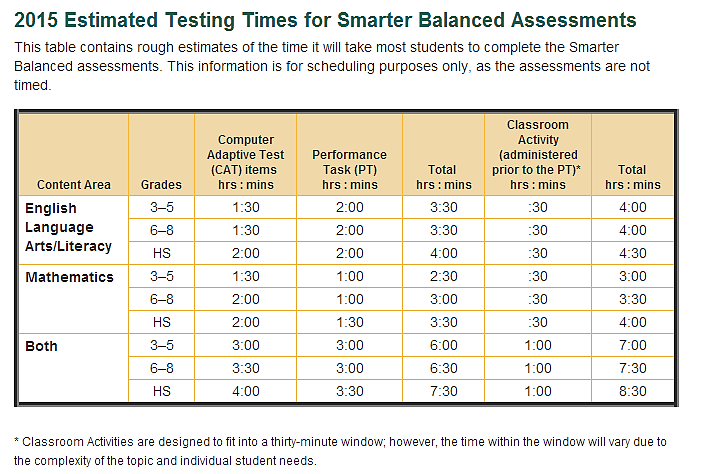 2015 Estimated Testing Times for Smarter Balanced Assessments
This table contains rough estimates of the time it will take most students to complete the Smarter
Balanced assessments. This information is for scheduling purposes only, as the assessments are not
timed.
Content Area Grades Computer Adaptive Test (CAT) items hrs : mins Performance Task (PT) hrs : mins Total hrs : mins Classroom Activity (administered prior to the PT)* hrs : mins Total hrs : mins
English Language Arts/Literacy 3–5 1:30 2:00 3:30 :30 4:00
6–8 1:30 2:00 3:30 :30 4:00
HS 2:00 2:00 4:00 :30 4:30
Mathematics 3–5 1:30 1:00 2:30 :30 3:00
6–8 2:00 1:00 3:00 :30 3:30
HS 2:00 1:30 3:30 :30 4:00
Both 3–5 3:00 3:00 6:00 1:00 7:00
6–8 3:30 3:00 6:30 1:00 7:30
HS 4:00 3:30 7:30 1:00 8:30
* Classroom Activities are designed to fit into a thirty-minute window; however, the time within the window will vary due to
the complexity of the topic and individual student needs.